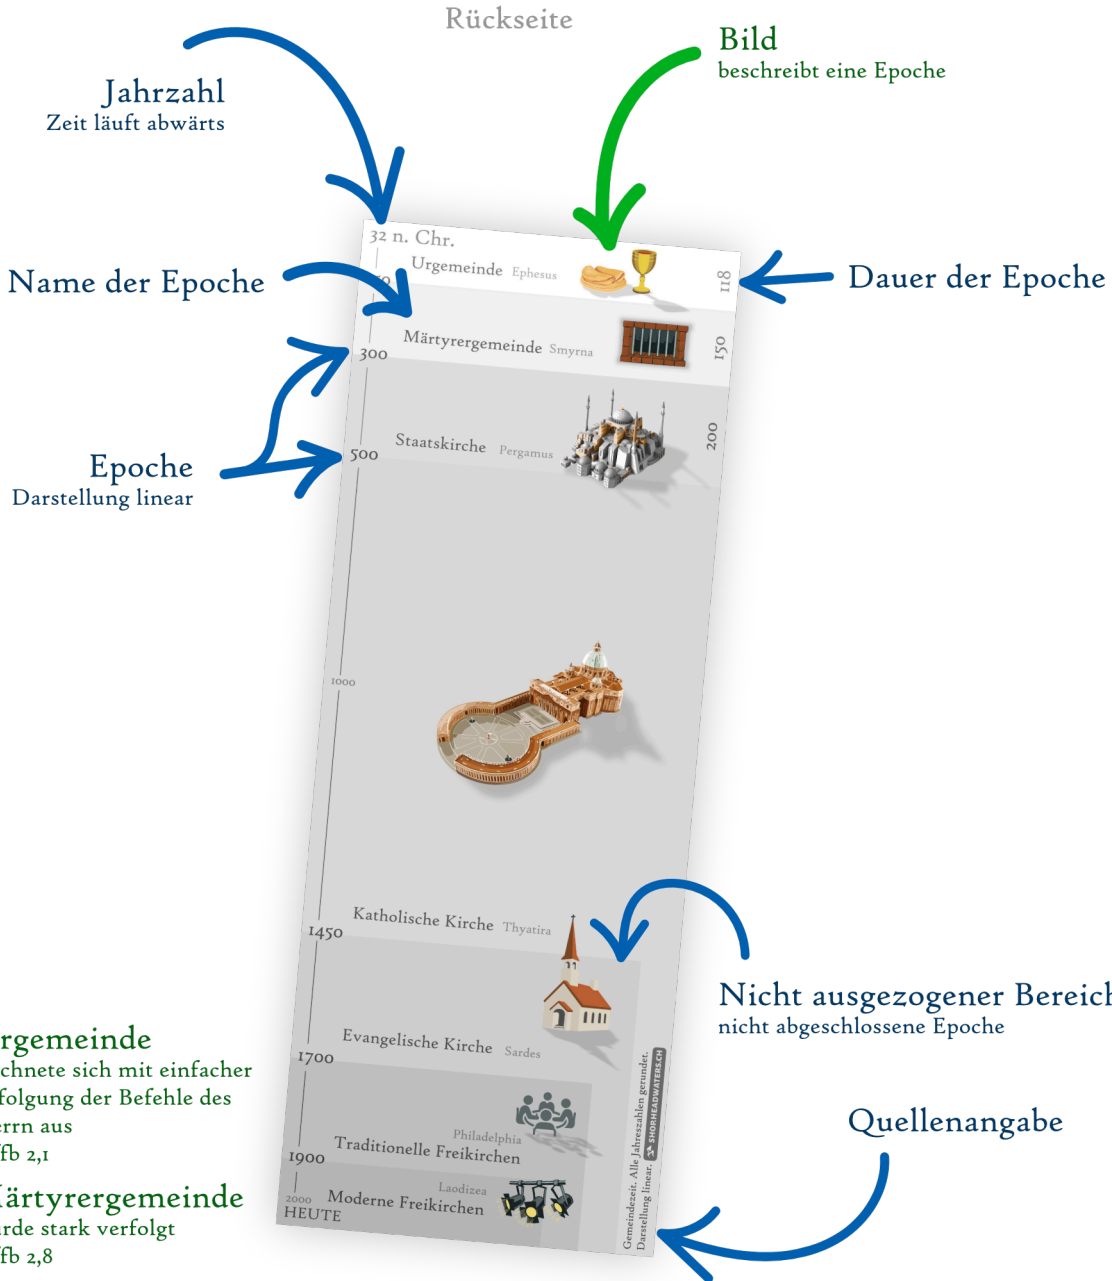 Rückseite
Bild
beschreibt eine Epoche
Jahrzahl
Zeit läuft abwärts
32 n. Chr.
Urgemeinde Ephesus
118
Name der Epoche
Dauer der Epoche
Märtyrergemeinde Smyrna
150
300
Staatskirche Pergamus
200
500
Epoche
Darstellung linear
1000
Katholische Kirche Thyatira
1450
Nicht ausgezogener Bereich
nicht abgeschlossene Epoche
Evangelische Kirche Sardes
1700
Philadelphia
Traditionelle Freikirchen
1900
Laodizea
Moderne Freikirchen
2000
HEUTE
Gemeindezeit. Alle Jahreszahlen gerundet.
Darstellung linear. SHOP.HEADWATERS.CH
Quellenangabe
rgemeinde
chnete sich mit einfacher
folgung der Befehle des
errn aus
fb 2,1
ärtyrergemeinde
urde stark verfolgt
fb 2,8